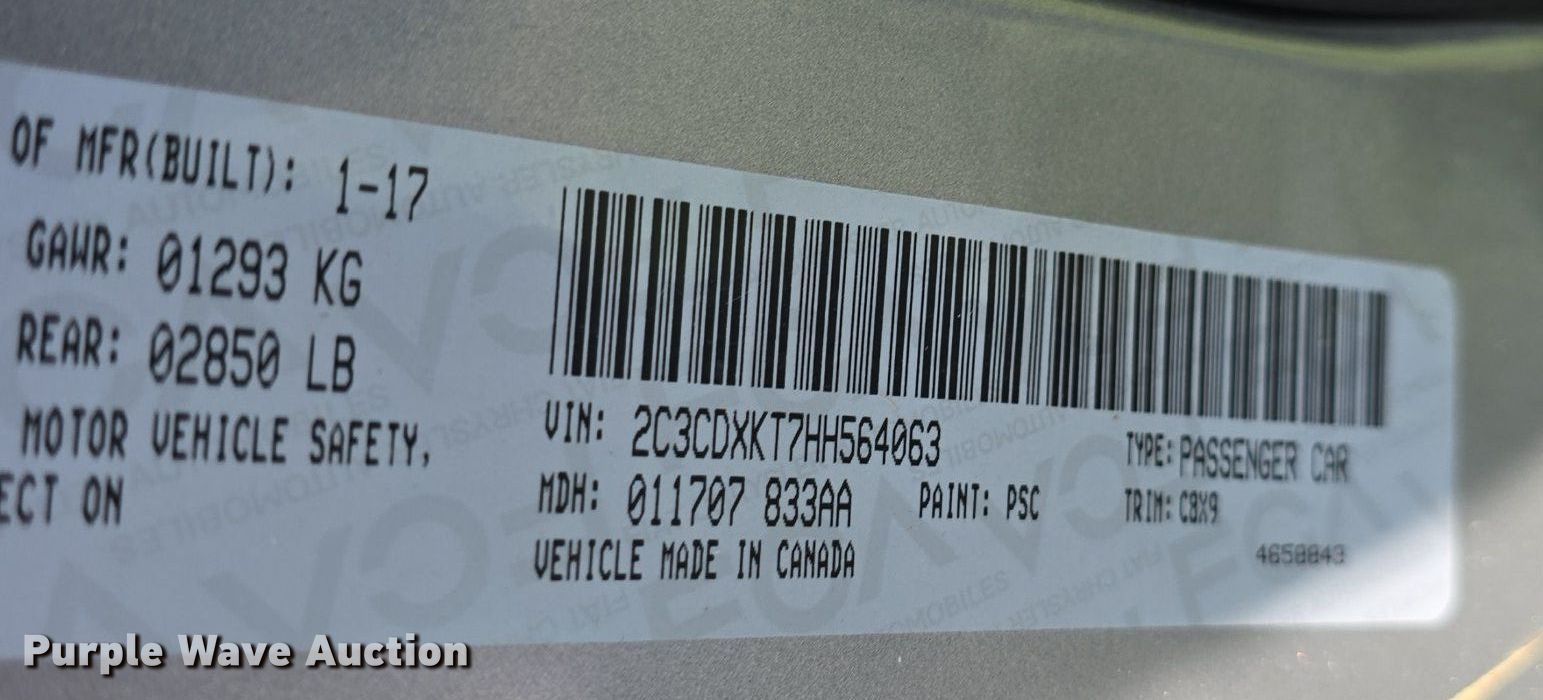 OF MFR(BUILT): 1-17
GAWR: 01293 KG
REAR: 02850 LB
MOTOR VEHICLE SAFETY,
ECT ON
VIN: 2C3CDXKT7HH564063
TYPE: PASSENGER CAR
MDH: 011707 833AA
PAINT: PSC
TRIM: C8X9
VEHICLE MADE IN CANADA
4658843
Purple Wave Auction